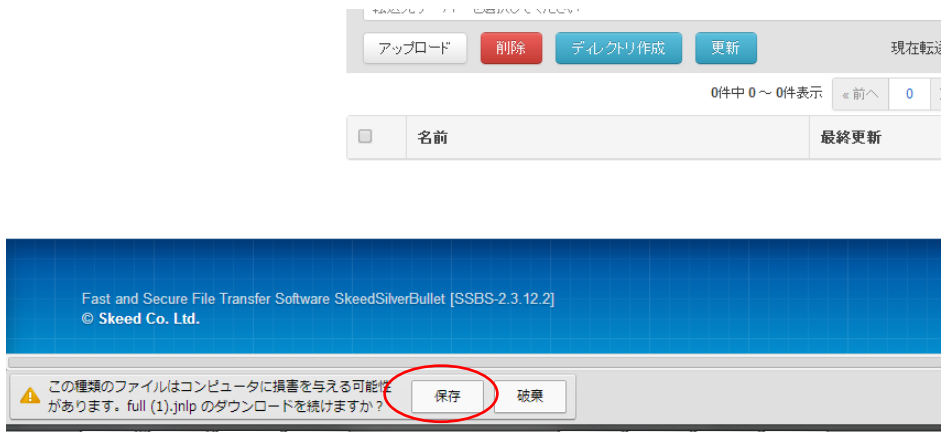 アップロード 削除 ディレクトリ作成 更新 現在転送
0件中 0 ～ 0件表示 «前へ 0
名前 最終更新
Fast and Secure File Transfer Software SkeedSilverBullet [SSBS-2.3.12.2]
© Skeed Co. Ltd.
この種類のファイルはコンピュータに損害を与える可能性
があります。full (1).jnlp のダウンロードを続けますか？ 保存 破棄